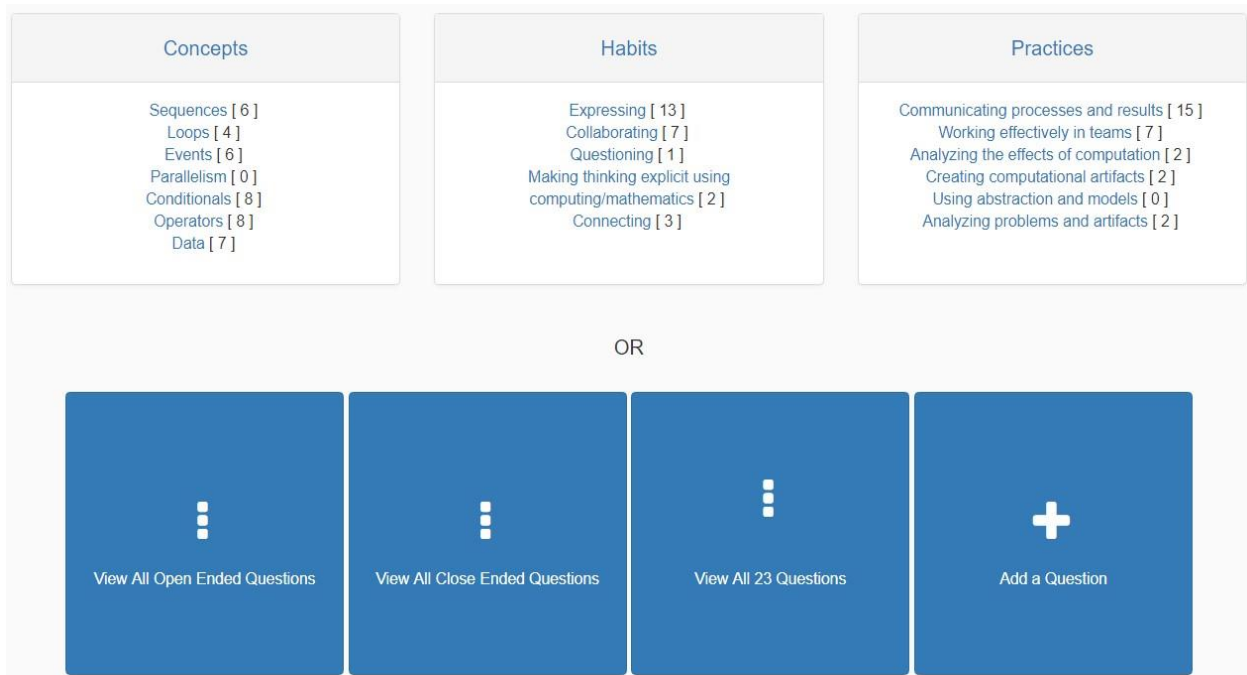 Concepts
Sequences [ 6 ]
Loops [ 4 ]
Events [ 6 ]
Parallelism [ 0 ]
Conditionals [ 8 ]
Operators [ 8 ]
Data [ 7 ]
Habits
Expressing [ 13 ]
Collaborating [ 7 ]
Questioning [ 1 ]
Making thinking explicit using
computing/mathematics [ 2 ]
Connecting [ 3 ]
Practices
Communicating processes and results [ 15 ]
Working effectively in teams [ 7 ]
Analyzing the effects of computation [ 2 ]
Creating computational artifacts [ 2 ]
Using abstraction and models [ 0 ]
Analyzing problems and artifacts [ 2 ]
OR
View All Open Ended Questions
View All Close Ended Questions
View All 23 Questions
Add a Question